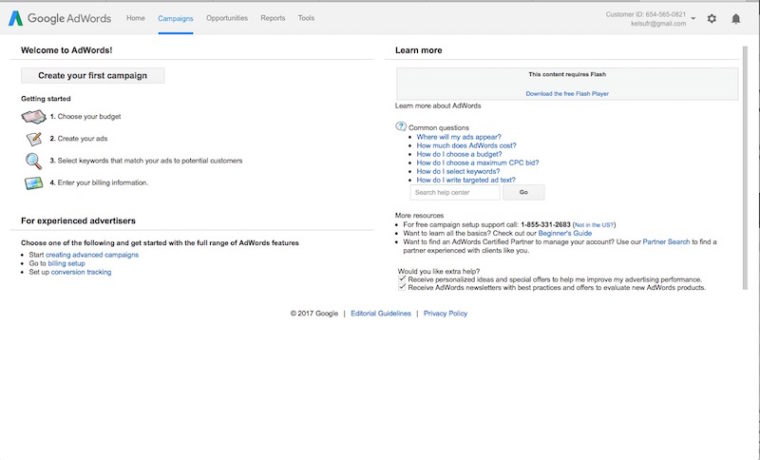 Google AdWords
Home Campaigns Opportunities Reports Tools
Customer ID: 654-565-0821
kelsufr@gmail.com
Welcome to AdWords!
Create your first campaign
Getting started
1. Choose your budget
2. Create your ads
3. Select keywords that match your ads to potential customers
4. Enter your billing information.
For experienced advertisers
Choose one of the following and get started with the full range of AdWords features
Start creating advanced campaigns
Go to billing setup
Set up conversion tracking
Learn more
This content requires Flash
Download the free Flash Player
Learn more about AdWords
Common questions
Where will my ads appear?
How much does AdWords cost?
How do I choose a budget?
How do I choose a maximum CPC bid?
How do I select keywords?
How do I write targeted ad text?
Search help center Go
More resources
For free campaign setup support call: 1-855-331-2683 (Not in the US?)
Want to learn all the basics? Check out our Beginner's Guide
Want to find an AdWords Certified Partner to manage your account? Use our Partner Search to find a
partner experienced with clients like you.
Would you like extra help?
Receive personalized ideas and special offers to help me improve my advertising performance.
Receive AdWords newsletters with best practices and offers to evaluate new AdWords products.
© 2017 Google | Editorial Guidelines | Privacy Policy